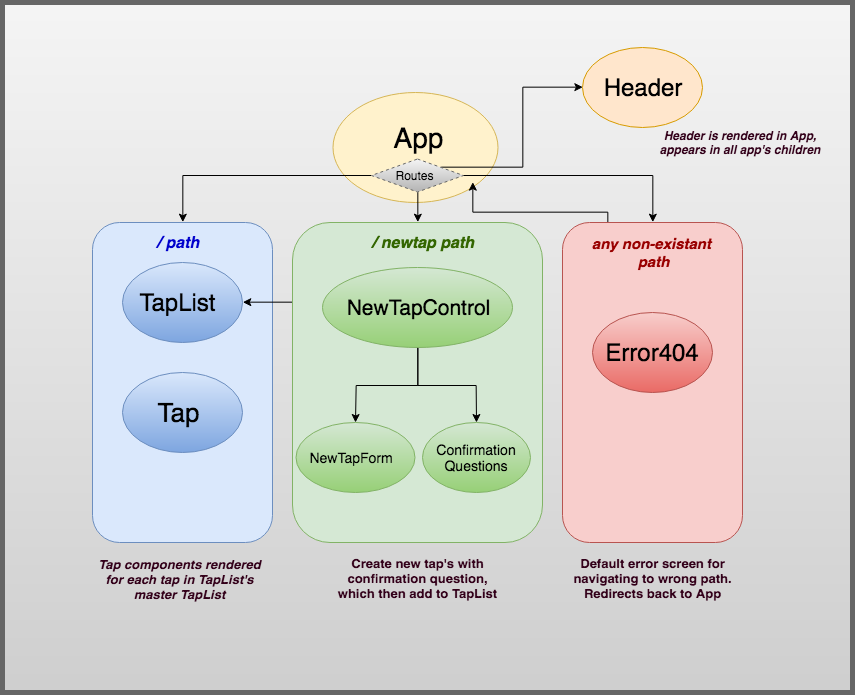 Header
App
Header is rendered in App,
appears in all app's children
Routes
/ path
/ newtap path
any non-existant
path
TapList
NewTapControl
Error404
Tap
NewTapForm
Confirmation
Questions
Tap components rendered
for each tap in TapList's
master TapList
Create new tap's with
confirmation question,
which then add to TapList
Default error screen for
navigating to wrong path.
Redirects back to App